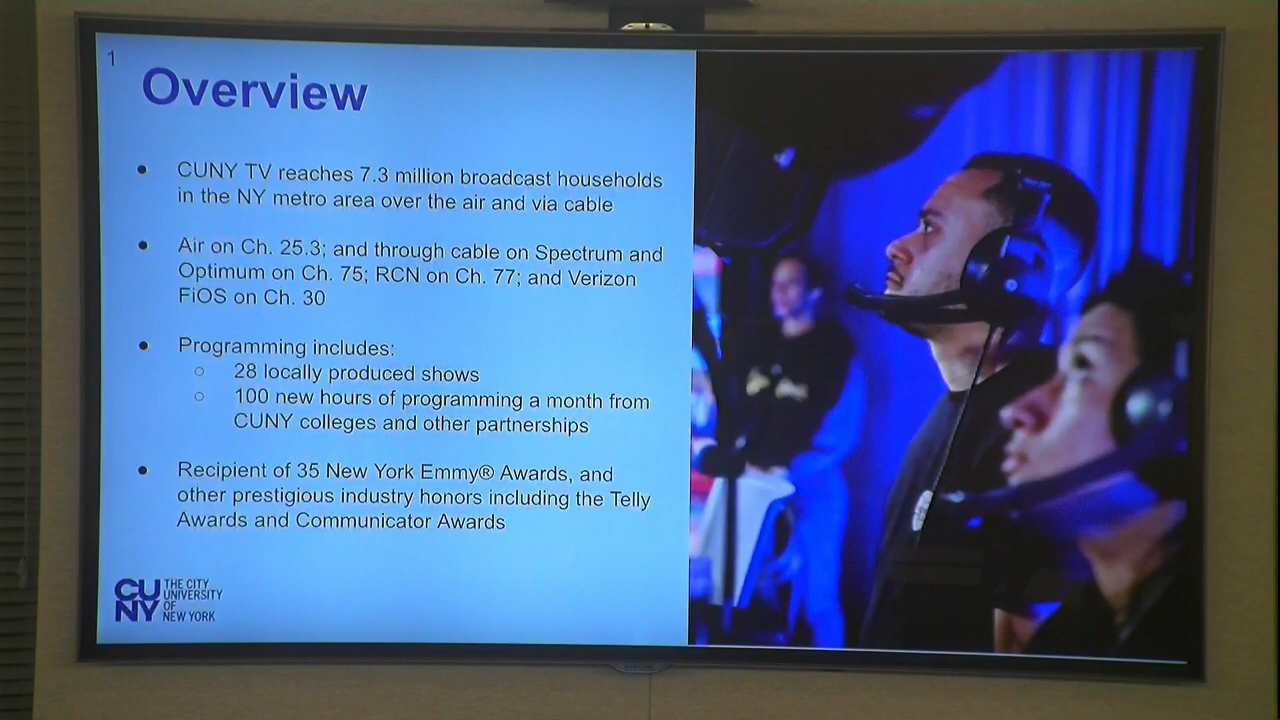 1
Overview
• CUNY TV reaches 7.3 million broadcast households
in the NY metro area over the air and via cable
• Air on Ch. 25.3; and through cable on Spectrum and
Optimum on Ch. 75; RCN on Ch. 77; and Verizon
FiOS on Ch. 30
• Programming includes:
○ 28 locally produced shows
○ 100 new hours of programming a month from
CUNY colleges and other partnerships
• Recipient of 35 New York Emmy® Awards, and
other prestigious industry honors including the Telly
Awards and Communicator Awards
CU
NY
THE CITY
UNIVERSITY
OF
NEW YORK